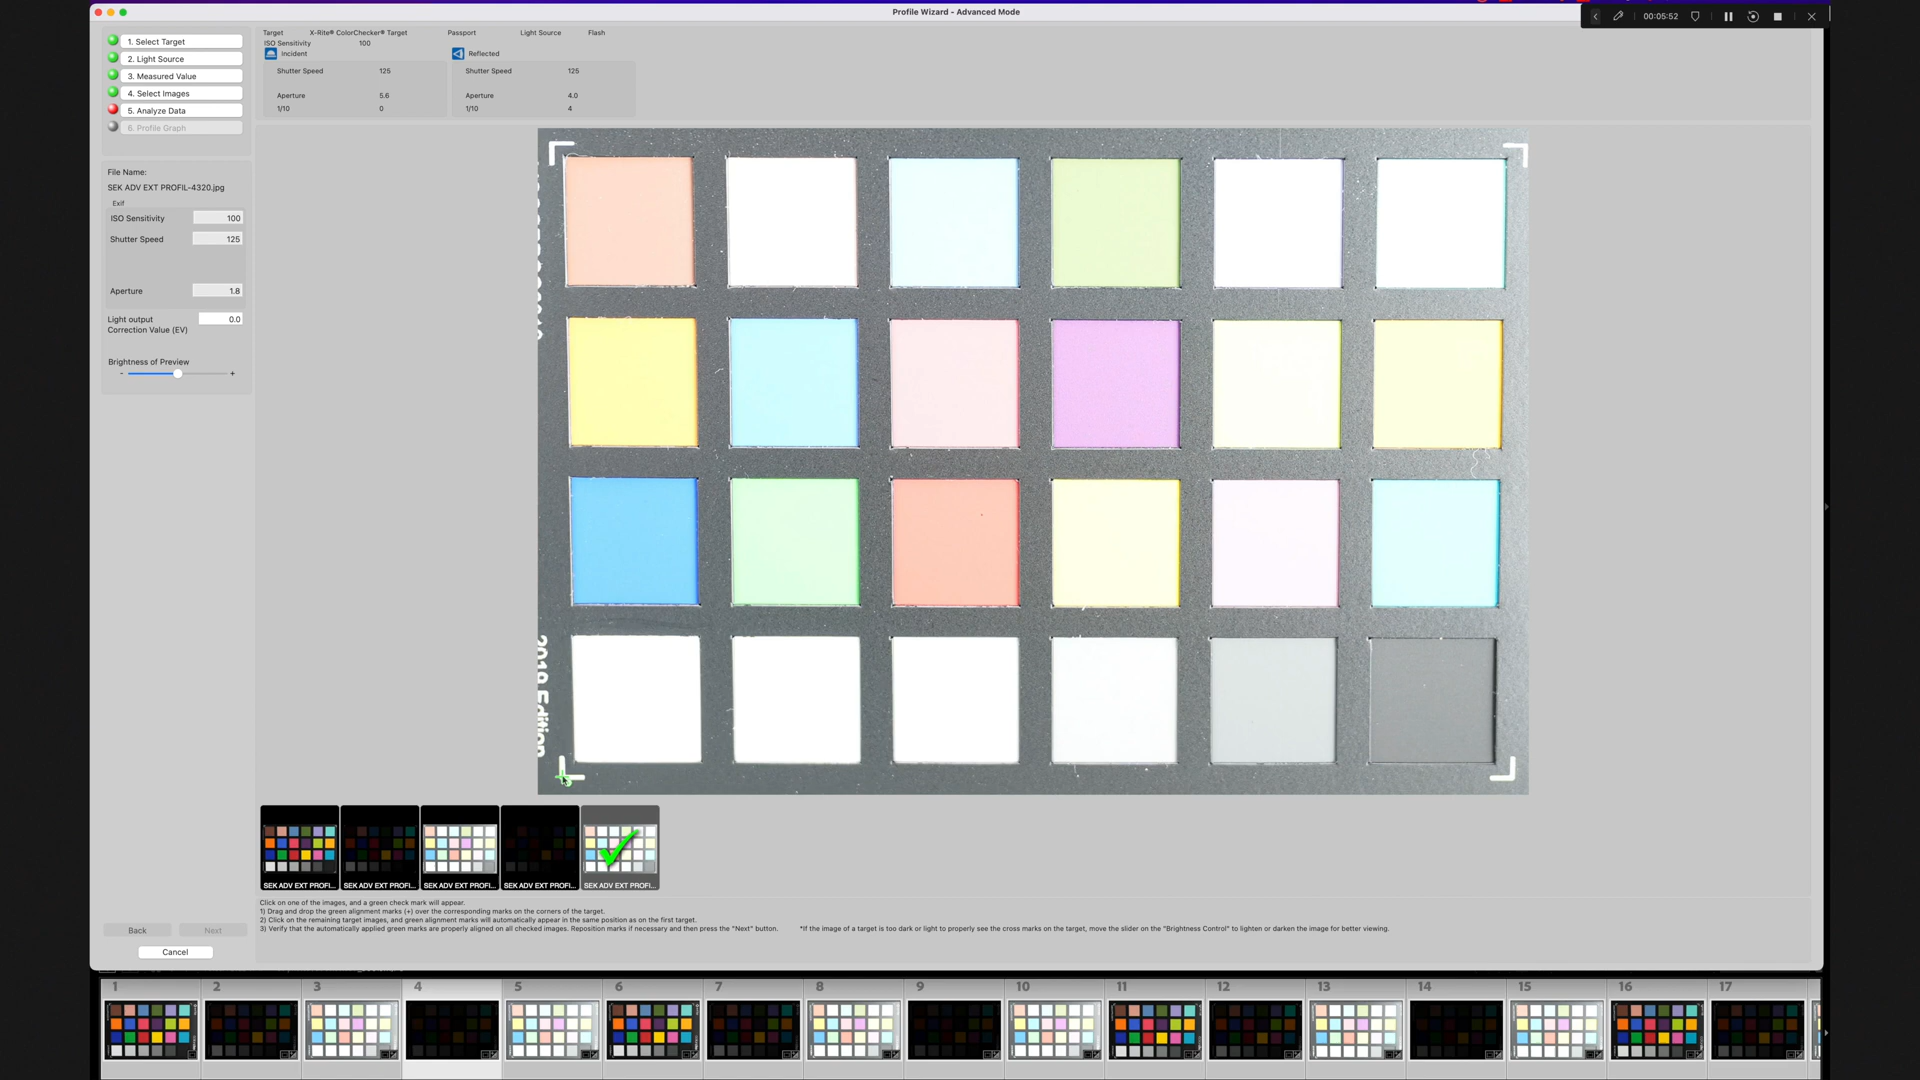 Profile Wizard - Advanced Mode
00:05:52
1. Select Target
2. Light Source
3. Measured Value
4. Select Images
5. Analyze Data
6. Profile Graph
Target X-Rite® ColorChecker® Target Passport Light Source Flash
ISO Sensitivity 100
Incident
Reflected
Shutter Speed 125
Aperture 5.6
1/10 0
Shutter Speed 125
Aperture 4.0
1/10 4
File Name:
SEK ADV EXT PROFIL-4320.jpg
Exif
ISO Sensitivity 100
Shutter Speed 125
Aperture 1.8
Light output 0.0
Correction Value (EV)
Brightness of Preview
- +
2019 Edition
SEK ADV EXT PROFI... SEK ADV EXT PROFI... SEK ADV EXT PROFI... SEK ADV EXT PROFI... SEK ADV EXT PROFI...
Click on one of the images, and a green check mark will appear.
1) Drag and drop the green alignment marks (+) over the corresponding marks on the corners of the target.
2) Click on the remaining target images, and green alignment marks will automatically appear in the same position as on the first target.
3) Verify that the automatically applied green marks are properly aligned on all checked images. Reposition marks if necessary and then press the "Next" button. *If the image of a target is too dark or light to properly see the cross marks on the target, move the slider on the "Brightness Control" to lighten or darken the image for better viewing.
Back Next
Cancel
1 2 3 4 5 6 7 8 9 10 11 12 13 14 15 16 17